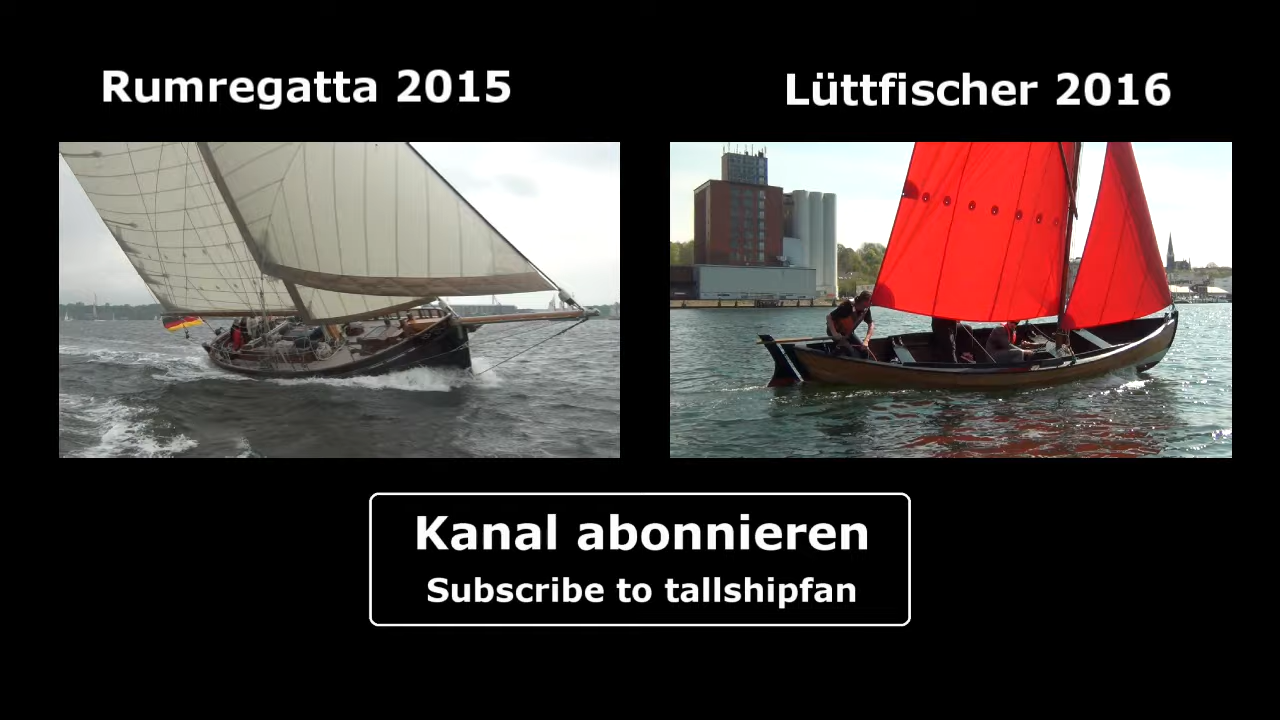 Rumregatta 2015
Lüttfischer 2016
Kanal abonnieren
Subscribe to tallshipfan